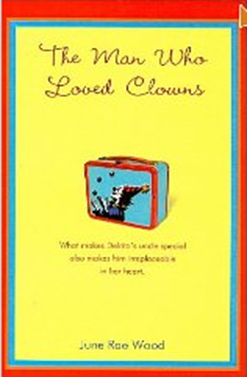 The Man Who
Loved Clowns
What makes Delrita's uncle special
also makes him irreplaceable
in her heart.
June Rae Wood